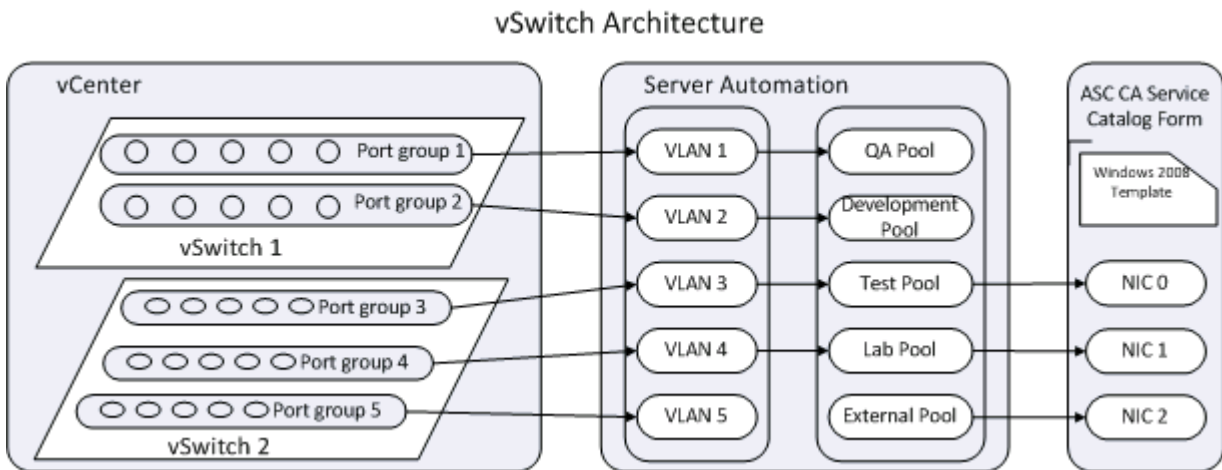 vSwitch Architecture
vCenter
Port group 1
Port group 2
vSwitch 1
Port group 3
Port group 4
Port group 5
vSwitch 2
Server Automation
VLAN 1
VLAN 2
VLAN 3
VLAN 4
VLAN 5
QA Pool
Development
Pool
Test Pool
Lab Pool
External Pool
ASC CA Service
Catalog Form
Windows 2008
Template
NIC 0
NIC 1
NIC 2